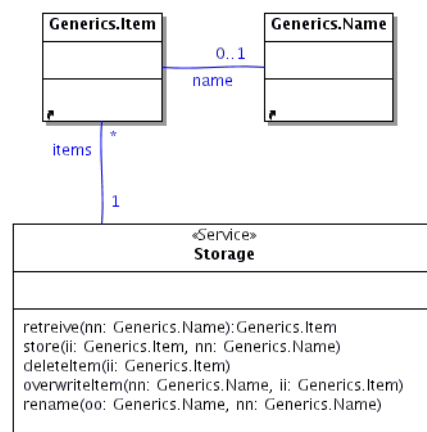 Generics.Item
Generics.Name
0..1
name
*
items
1
«Service»
Storage
retreive(nn: Generics.Name):Generics.Item
store(ii: Generics.Item, nn: Generics.Name)
deleteItem(ii: Generics.Item)
overwriteItem(nn: Generics.Name, ii: Generics.Item)
rename(oo: Generics.Name, nn: Generics.Name)